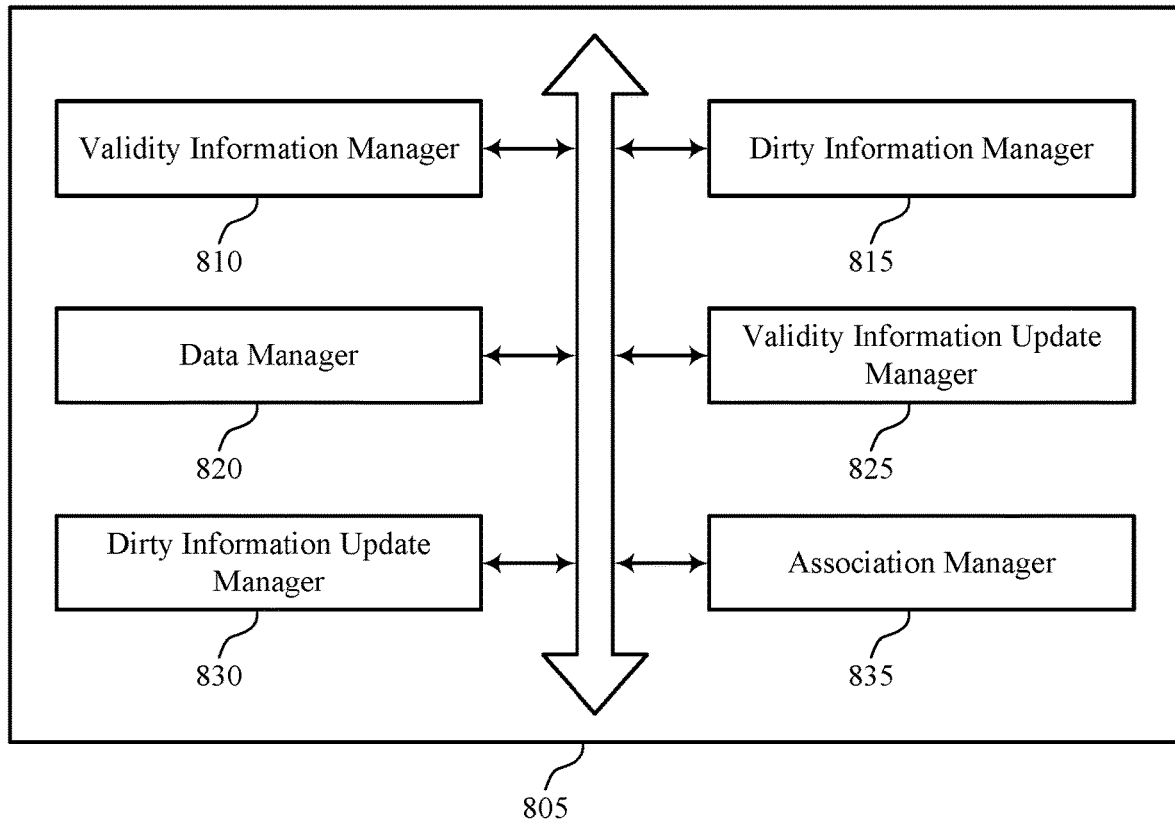 Validity Information Manager
810
Dirty Information Manager
815
Data Manager
820
Validity Information Update
Manager
825
Dirty Information Update
Manager
830
Association Manager
835
805